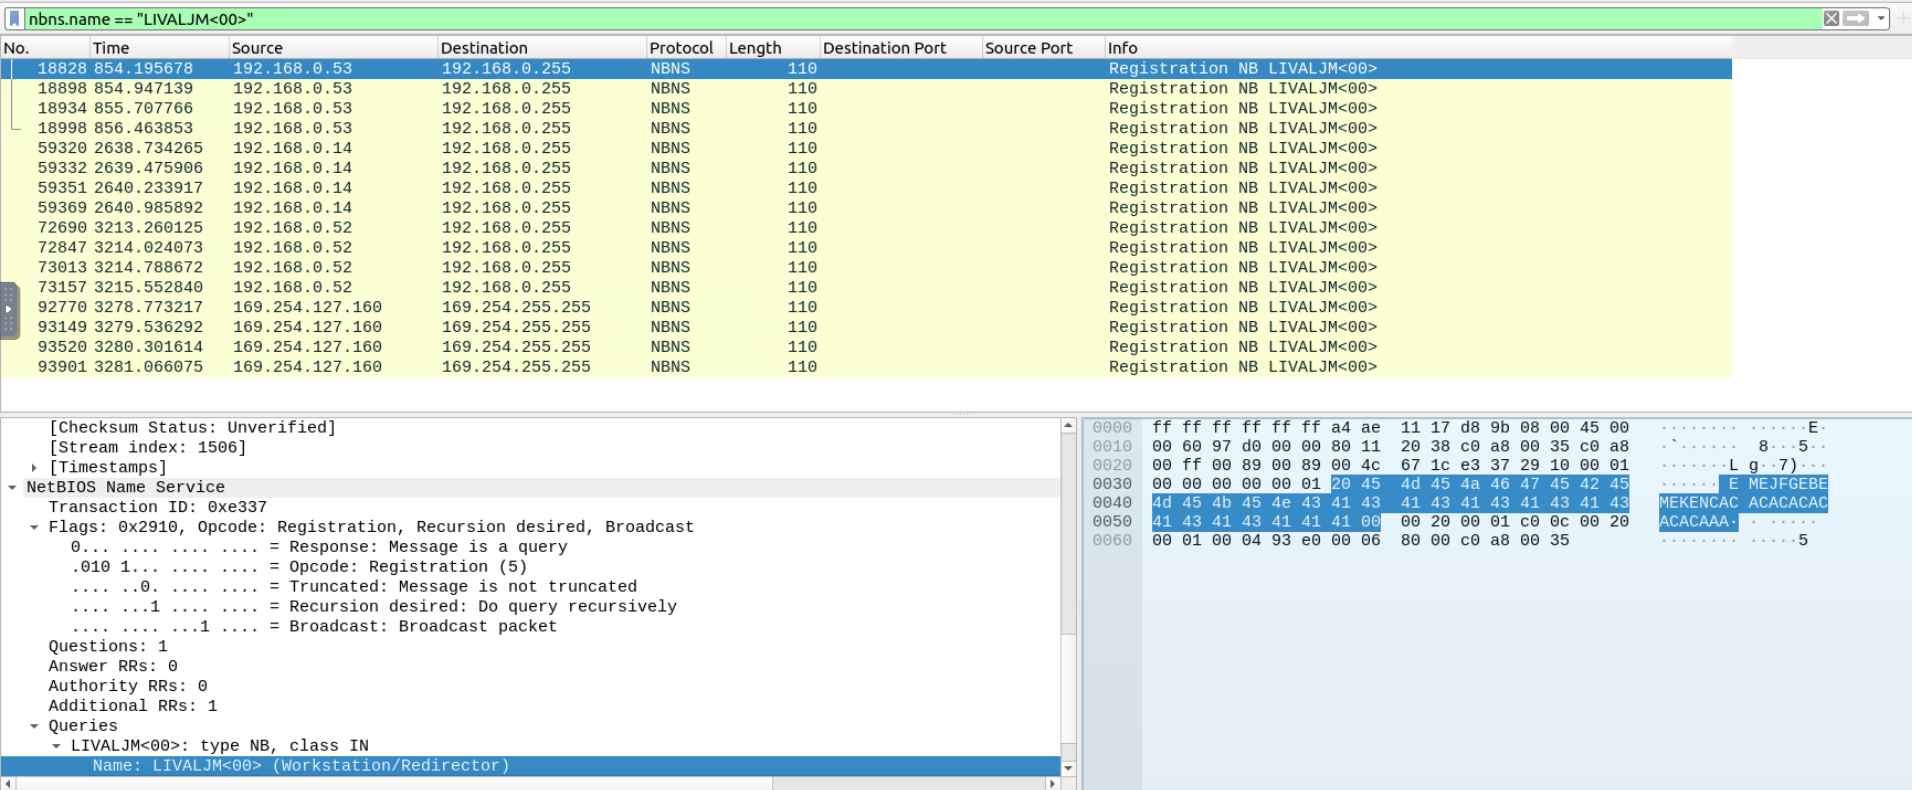 nbns.name == "LIVALJM<00>"
No. Time Source Destination Protocol Length Destination Port Source Port Info
18828 854.195678 192.168.0.53 192.168.0.255 NBNS 110 Registration NB LIVALJM<00>
18898 854.947139 192.168.0.53 192.168.0.255 NBNS 110 Registration NB LIVALJM<00>
18934 855.707766 192.168.0.53 192.168.0.255 NBNS 110 Registration NB LIVALJM<00>
18998 856.463853 192.168.0.53 192.168.0.255 NBNS 110 Registration NB LIVALJM<00>
59320 2638.734265 192.168.0.14 192.168.0.255 NBNS 110 Registration NB LIVALJM<00>
59332 2639.475906 192.168.0.14 192.168.0.255 NBNS 110 Registration NB LIVALJM<00>
59351 2640.233917 192.168.0.14 192.168.0.255 NBNS 110 Registration NB LIVALJM<00>
59369 2640.985892 192.168.0.14 192.168.0.255 NBNS 110 Registration NB LIVALJM<00>
72690 3213.260125 192.168.0.52 192.168.0.255 NBNS 110 Registration NB LIVALJM<00>
72847 3214.024073 192.168.0.52 192.168.0.255 NBNS 110 Registration NB LIVALJM<00>
73013 3214.788672 192.168.0.52 192.168.0.255 NBNS 110 Registration NB LIVALJM<00>
73157 3215.552840 192.168.0.52 192.168.0.255 NBNS 110 Registration NB LIVALJM<00>
92770 3278.773217 169.254.127.160 169.254.255.255 NBNS 110 Registration NB LIVALJM<00>
93149 3279.536292 169.254.127.160 169.254.255.255 NBNS 110 Registration NB LIVALJM<00>
93520 3280.301614 169.254.127.160 169.254.255.255 NBNS 110 Registration NB LIVALJM<00>
93901 3281.066075 169.254.127.160 169.254.255.255 NBNS 110 Registration NB LIVALJM<00>
[Checksum Status: Unverified]
[Stream index: 1506]
[Timestamps]
NetBIOS Name Service
Transaction ID: 0xe337
Flags: 0x2910, Opcode: Registration, Recursion desired, Broadcast
0... .... .... .... = Response: Message is a query
.010 1... .... .... = Opcode: Registration (5)
.... ..0. .... .... = Truncated: Message is not truncated
.... ...1 .... .... = Recursion desired: Do query recursively
.... .... ...1 .... = Broadcast: Broadcast packet
Questions: 1
Answer RRs: 0
Authority RRs: 0
Additional RRs: 1
Queries
LIVALJM<00>: type NB, class IN
Name: LIVALJM<00> (Workstation/Redirector)
0000 ff ff ff ff ff ff a4 ae 11 17 d8 9b 08 00 45 00 ········ ······E·
0010 00 60 97 d0 00 00 80 11 20 38 c0 a8 00 35 c0 a8 ·`······ 8···5··
0020 00 ff 00 89 00 89 00 4c 67 1c e3 37 29 10 00 01 ·······L g··7)···
0030 00 00 00 00 00 01 20 45 4d 45 4a 46 47 45 42 45 ······ E MEJFGEBE
0040 4d 45 4b 45 4e 43 41 43 41 43 41 43 41 43 41 43 MEKENCAC ACACACAC
0050 41 43 41 43 41 41 41 00 00 20 00 01 c0 0c 00 20 ACACAAA· · ·····
0060 00 01 00 04 93 e0 00 06 80 00 c0 a8 00 35 ········ ·····5